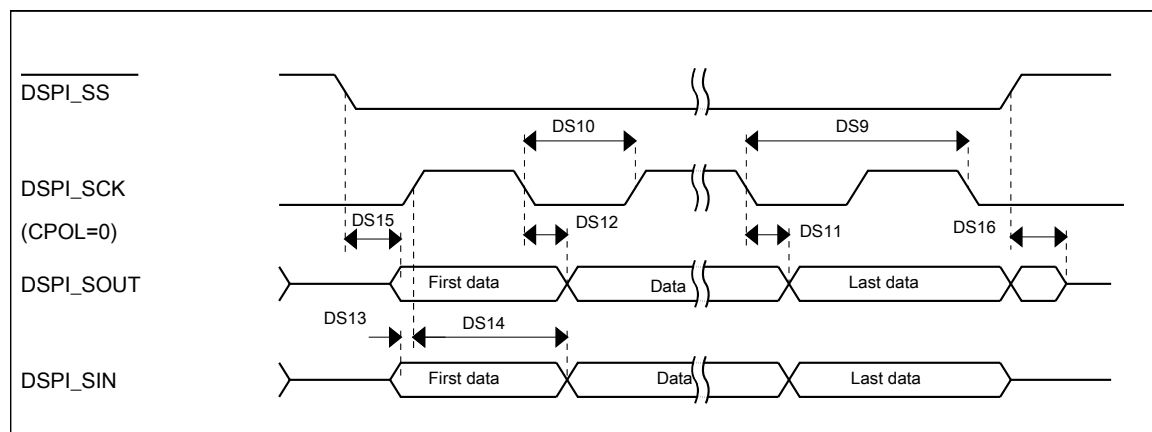 DSPI_SS
DS10
DS9
DSPI_SCK
(CPOL=0)
DS15
DS12
DS11
DS16
DSPI_SOUT
First data
Data
Last data
DS13
DS14
DSPI_SIN
First data
Data
Last data